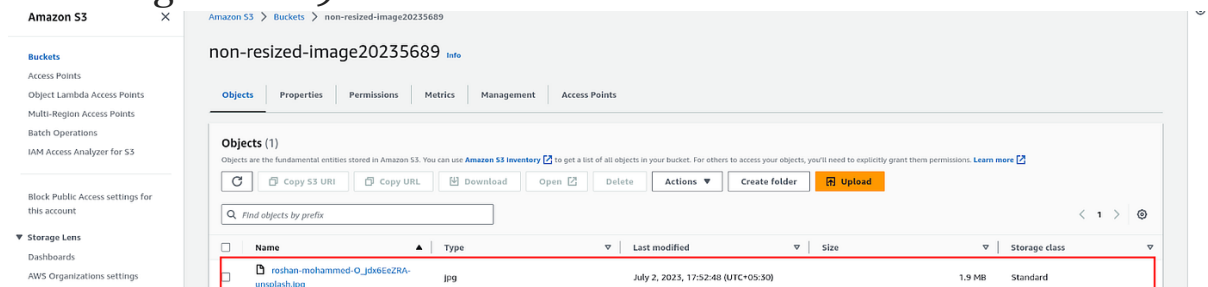 Amazon S3
Amazon S3 > Buckets > non-resized-image20235689
non-resized-image20235689 Info
Buckets
Access Points
Object Lambda Access Points
Multi-Region Access Points
Batch Operations
IAM Access Analyzer for S3
Block Public Access settings for
this account
Storage Lens
Dashboards
AWS Organizations settings
Objects
Properties
Permissions
Metrics
Management
Access Points
Objects (1)
Objects are the fundamental entities stored in Amazon S3. You can use Amazon S3 inventory to get a list of all objects in your bucket. For others to access your objects, you'll need to explicitly grant them permissions. Learn more
Copy S3 URI
Copy URL
Download
Open
Delete
Actions
Create folder
Upload
Find objects by prefix
1
Name
Type
Last modified
Size
Storage class
roshan-mohammed-O_jdx6EeZRA-
unsplash.jpg
jpg
July 2, 2023, 17:52:48 (UTC+05:30)
1.9 MB
Standard